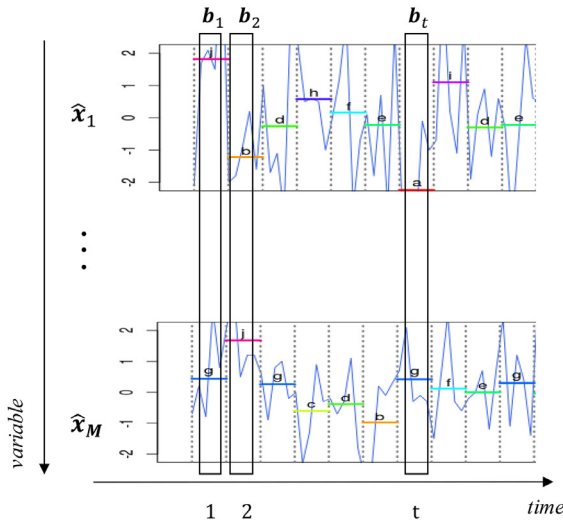 b1 b2 bt
2
1
0
-1
-2
x̂1
j b d h f e a i d e
⋮
2
1
0
-1
-2
x̂M
g j g c d b g f e g
variable
1 2 t
time